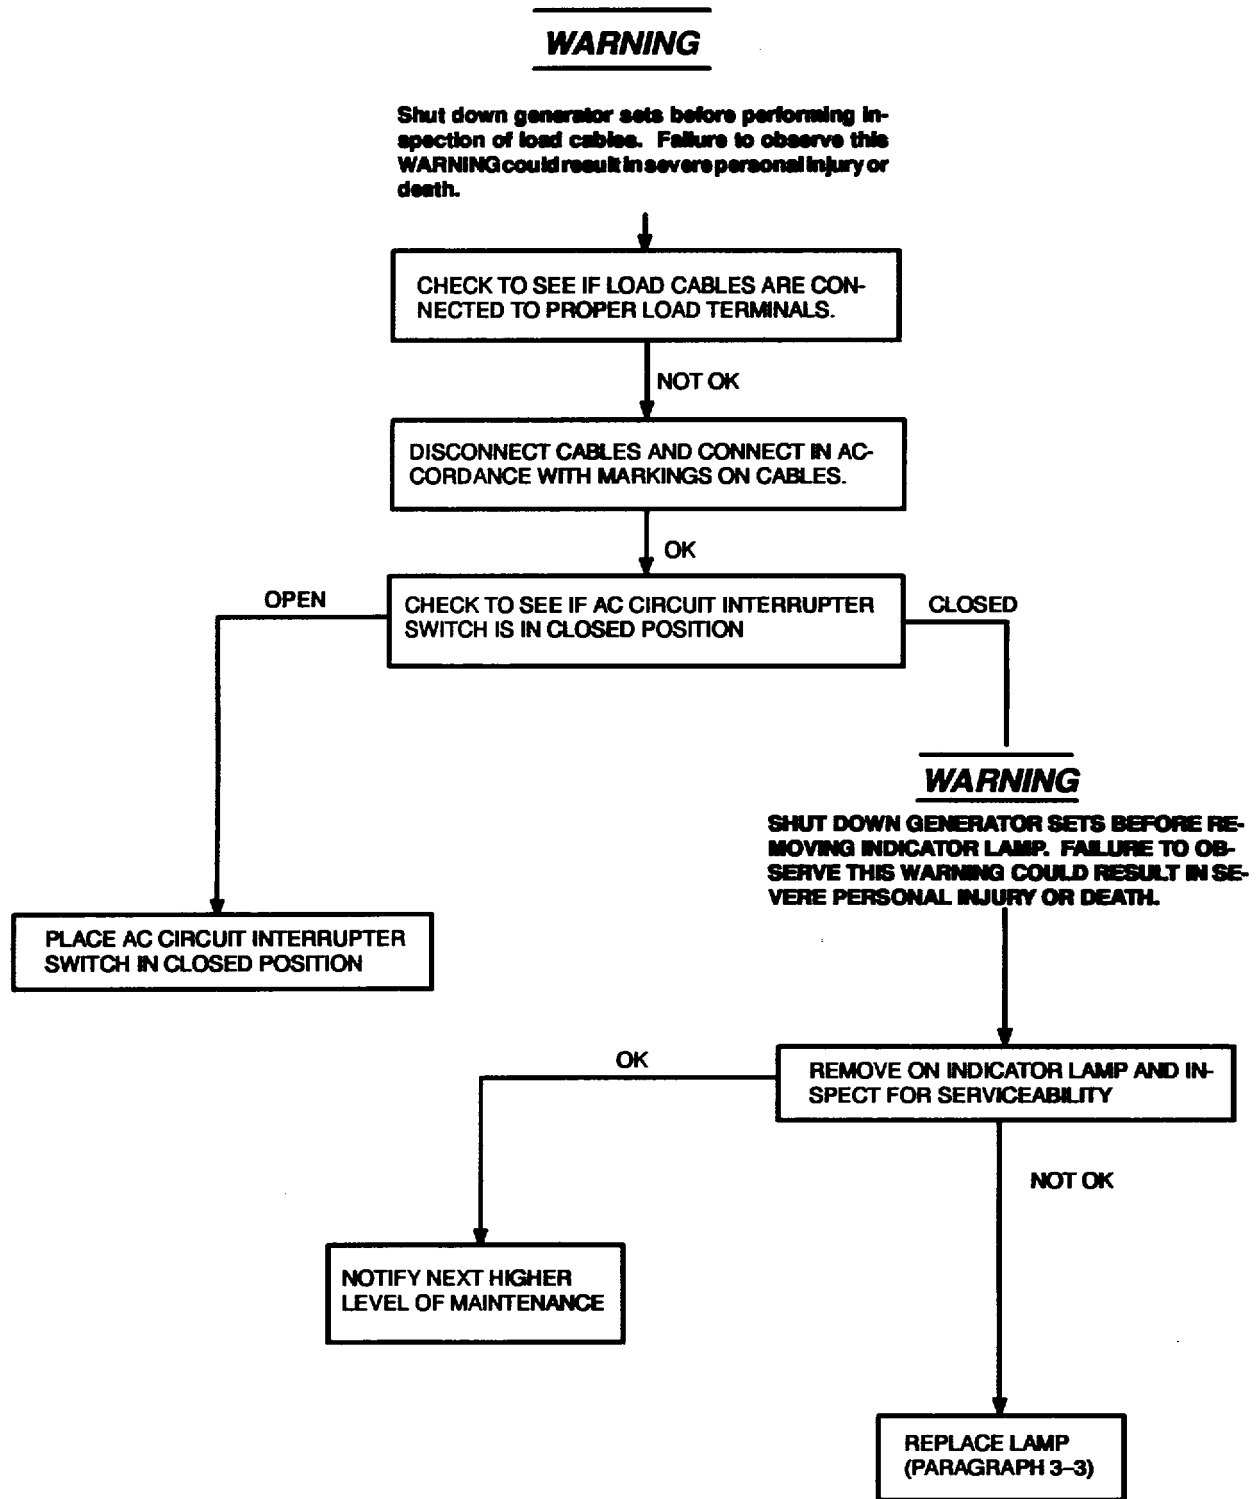 WARNING
Shut down generator sets before performing in-
spection of load cables. Failure to observe this
WARNING could result in severe personal injury or
death.
CHECK TO SEE IF LOAD CABLES ARE CON-
NECTED TO PROPER LOAD TERMINALS.
NOT OK
DISCONNECT CABLES AND CONNECT IN AC-
CORDANCE WITH MARKINGS ON CABLES.
OK
OPEN
CHECK TO SEE IF AC CIRCUIT INTERRUPTER
SWITCH IS IN CLOSED POSITION
CLOSED
WARNING
SHUT DOWN GENERATOR SETS BEFORE RE-
MOVING INDICATOR LAMP. FAILURE TO OB-
SERVE THIS WARNING COULD RESULT IN SE-
VERE PERSONAL INJURY OR DEATH.
PLACE AC CIRCUIT INTERRUPTER
SWITCH IN CLOSED POSITION
OK
REMOVE ON INDICATOR LAMP AND IN-
SPECT FOR SERVICEABILITY
NOT OK
NOTIFY NEXT HIGHER
LEVEL OF MAINTENANCE
REPLACE LAMP
(PARAGRAPH 3–3)